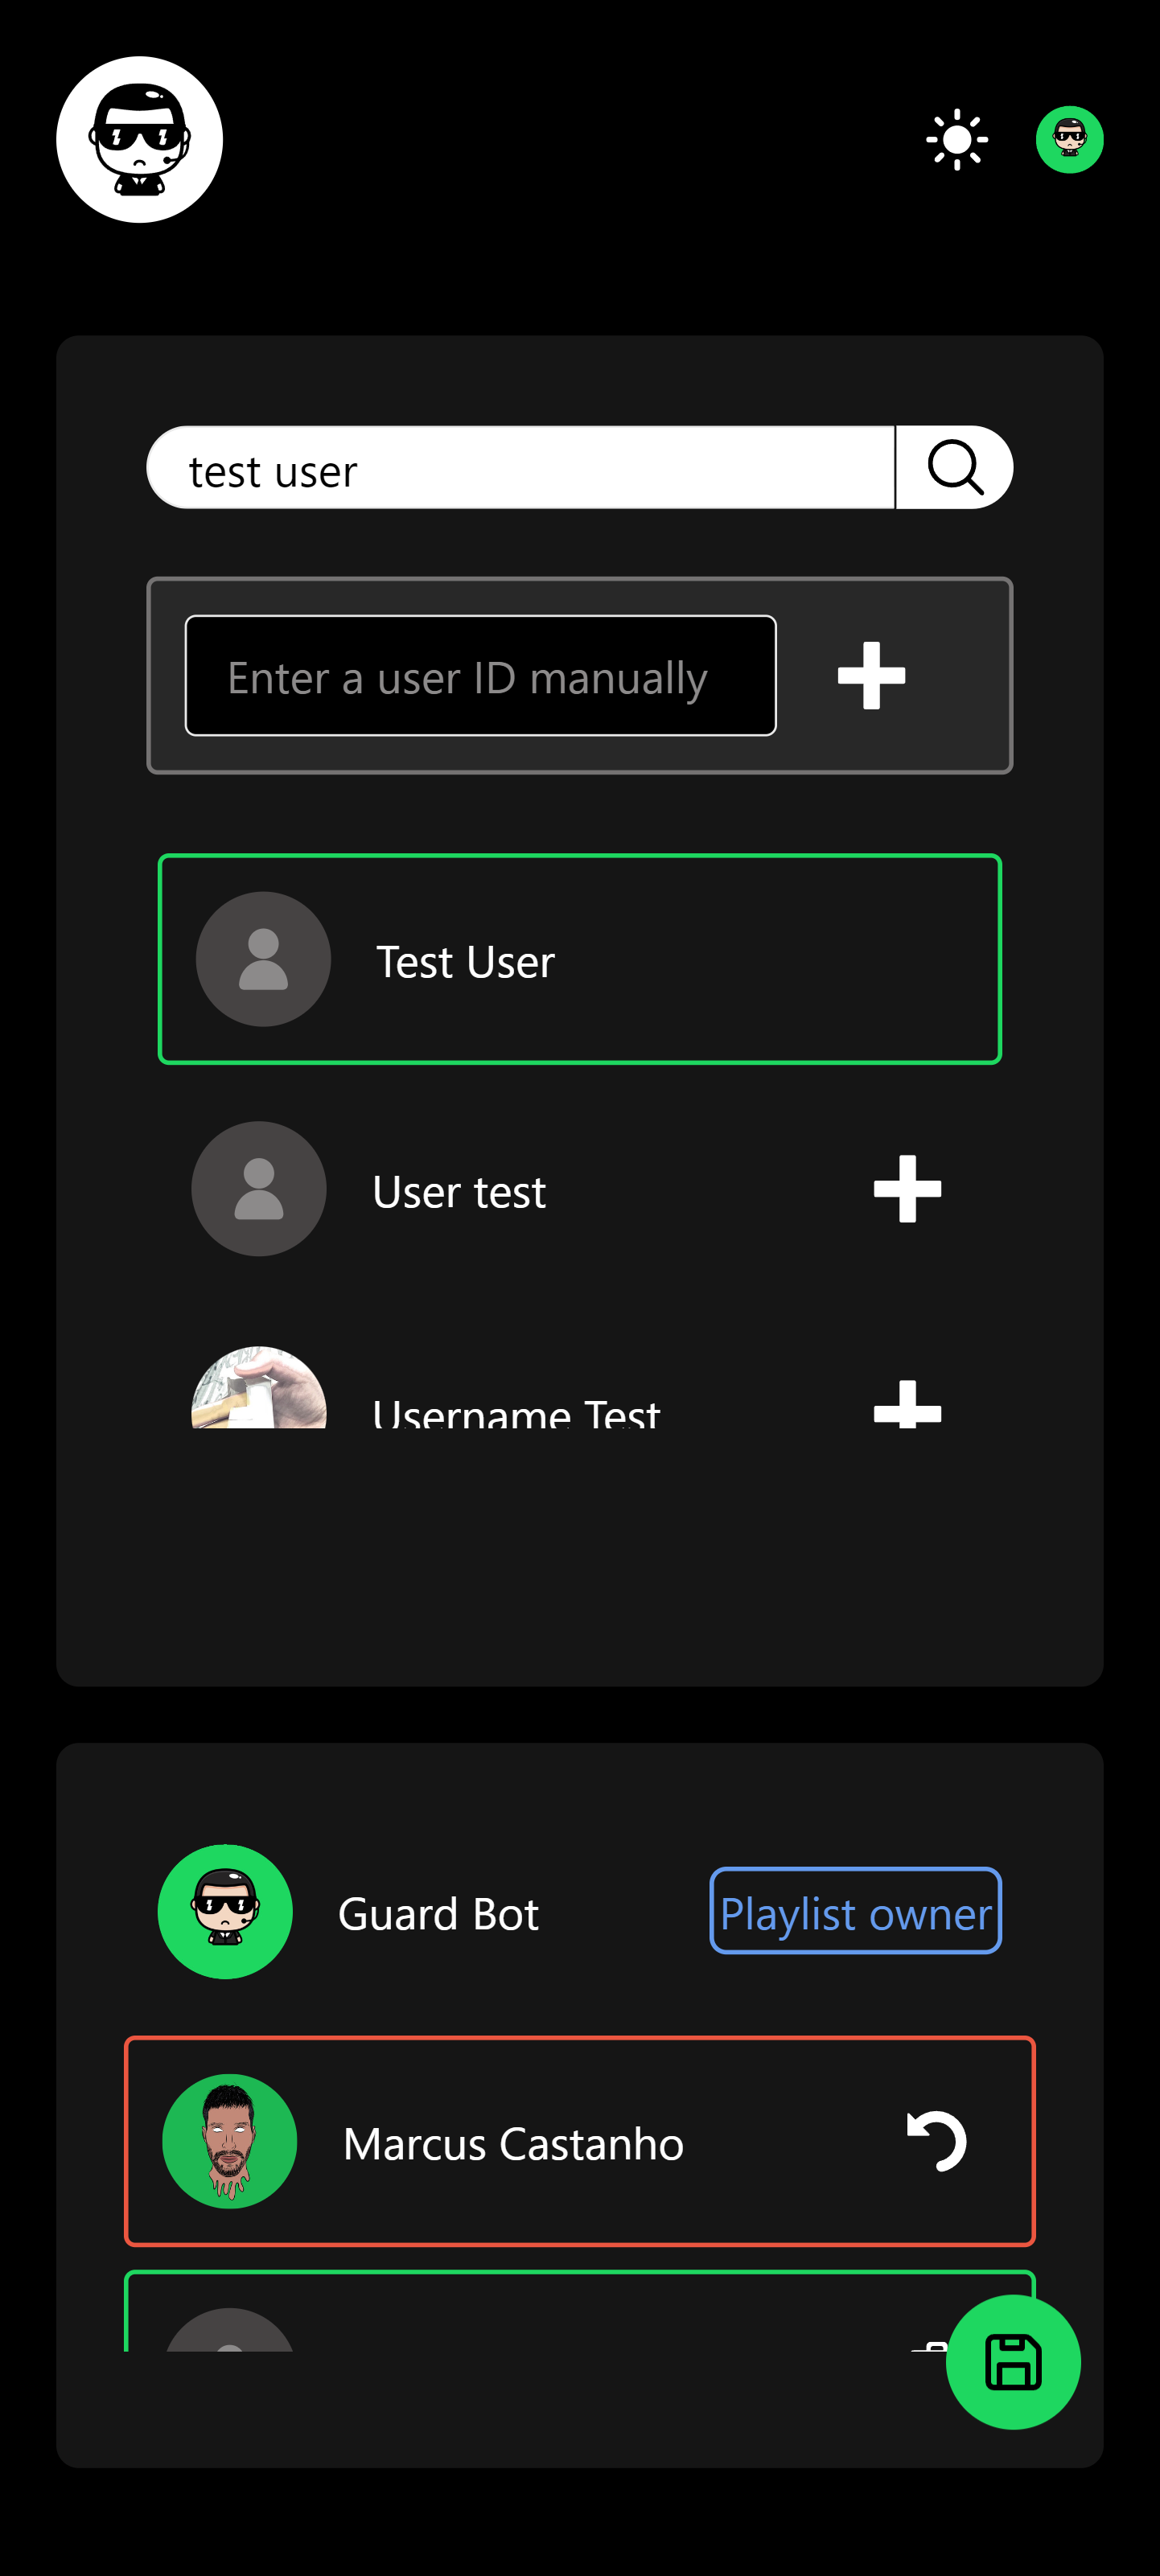 test user
Enter a user ID manually
Test User
User test
Username Test
Guard Bot
Playlist owner
Marcus Castanho